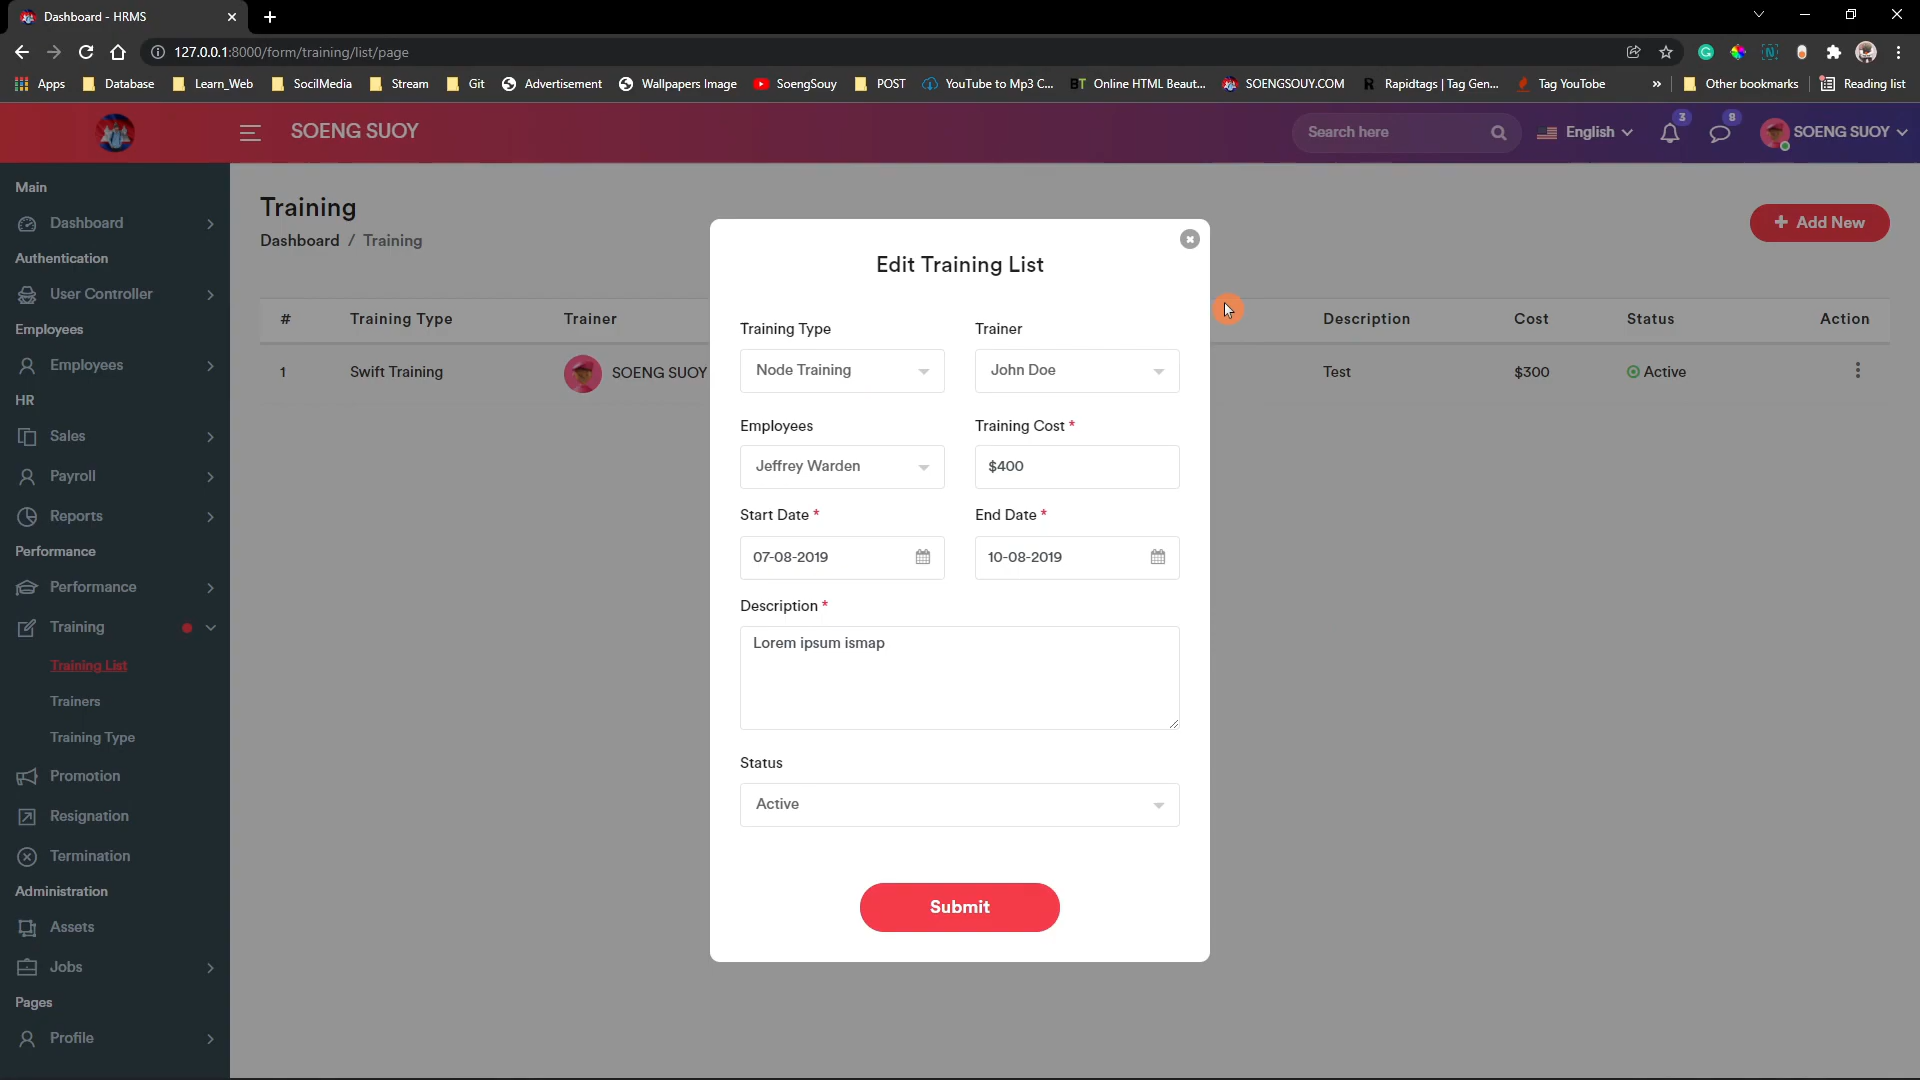 Dashboard - HRMS
127.0.0.1:8000/form/training/list/page
Apps Database Learn_Web SocilMedia Stream Git Advertisement Wallpapers Image SoengSouy POST YouTube to Mp3 C... BT Online HTML Beaut... SOENGSOUY.COM R Rapidtags | Tag Gen... Tag YouTobe » Other bookmarks Reading list
SOENG SUOY
Search here
English
3
8
SOENG SUOY
Main
Dashboard
Authentication
User Controller
Employees
Employees
HR
Sales
Payroll
Reports
Performance
Performance
Training
Training List
Trainers
Training Type
Promotion
Resignation
Termination
Administration
Assets
Jobs
Pages
Profile
Training
Dashboard / Training
+ Add New
# Training Type Trainer Description Cost Status Action
1 Swift Training SOENG SUOY Test $300 Active
Edit Training List
Training Type Trainer
Node Training John Doe
Employees Training Cost *
Jeffrey Warden $400
Start Date * End Date *
07-08-2019 10-08-2019
Description *
Lorem ipsum ismap
Status
Active
Submit